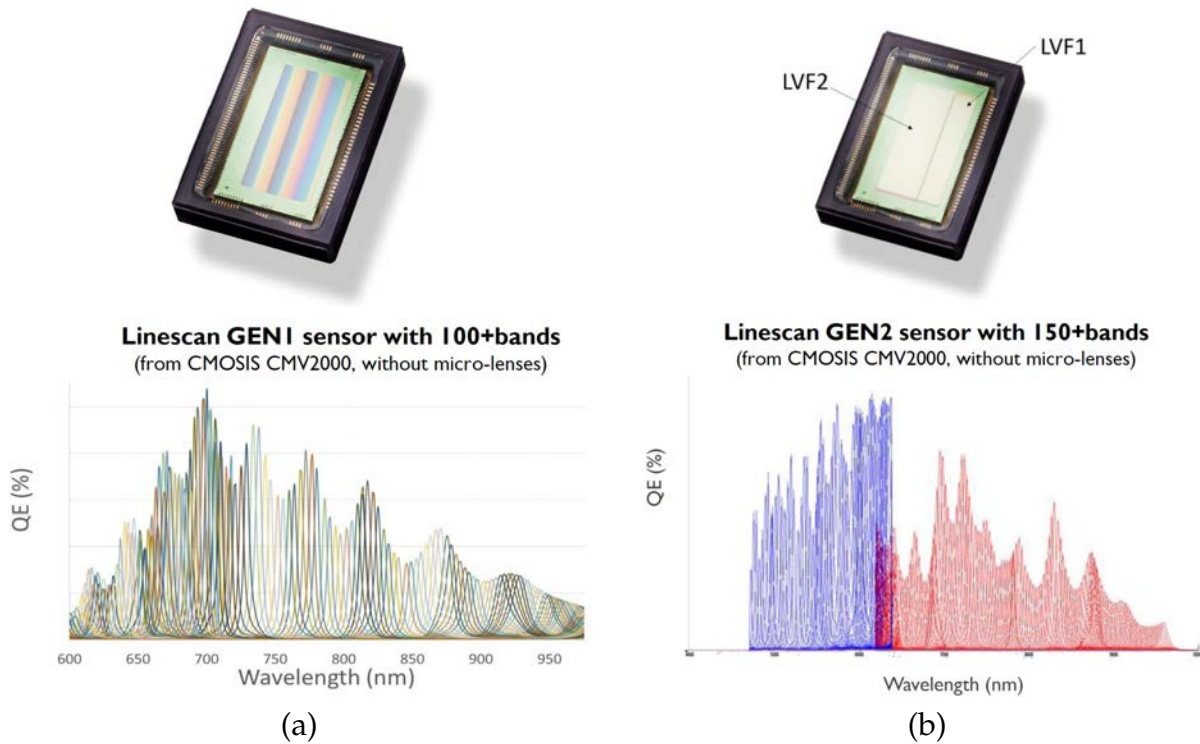 LVF1
LVF2
Linescan GEN1 sensor with 100+bands
(from CMOSIS CMV2000, without micro-lenses)
QE (%)
600 650 700 750 800 850 900 950
Wavelength (nm)
(a)
Linescan GEN2 sensor with 150+bands
(from CMOSIS CMV2000, without micro-lenses)
QE (%)
Wavelength (nm)
(b)